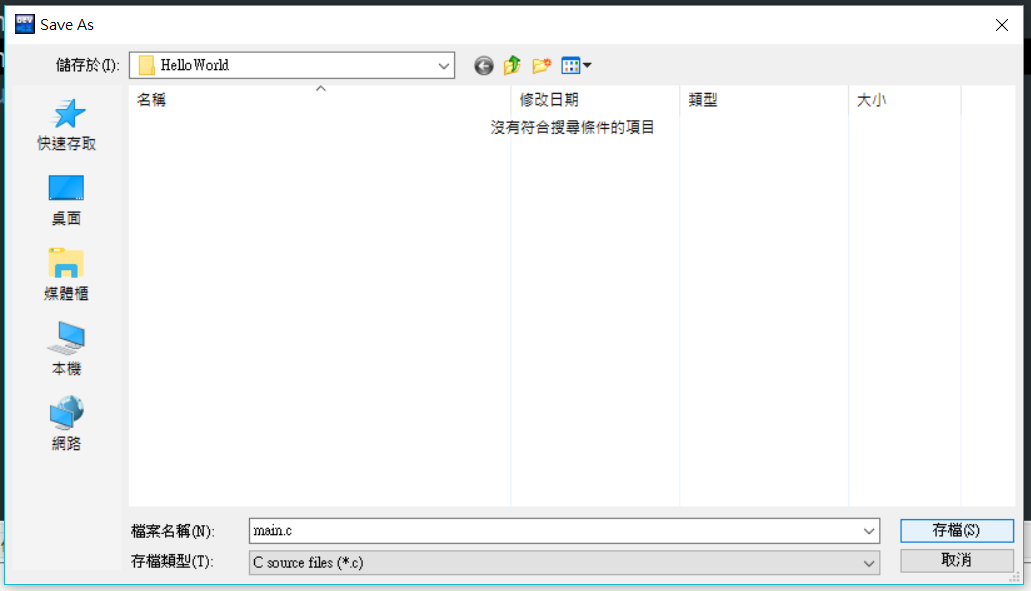 DEV Save As
儲存於(I): HelloWorld
名稱 修改日期 類型 大小
沒有符合搜尋條件的項目
快速存取
桌面
媒體櫃
本機
網路
檔案名稱(N): main.c 存檔(S)
存檔類型(T): C source files (*.c) 取消